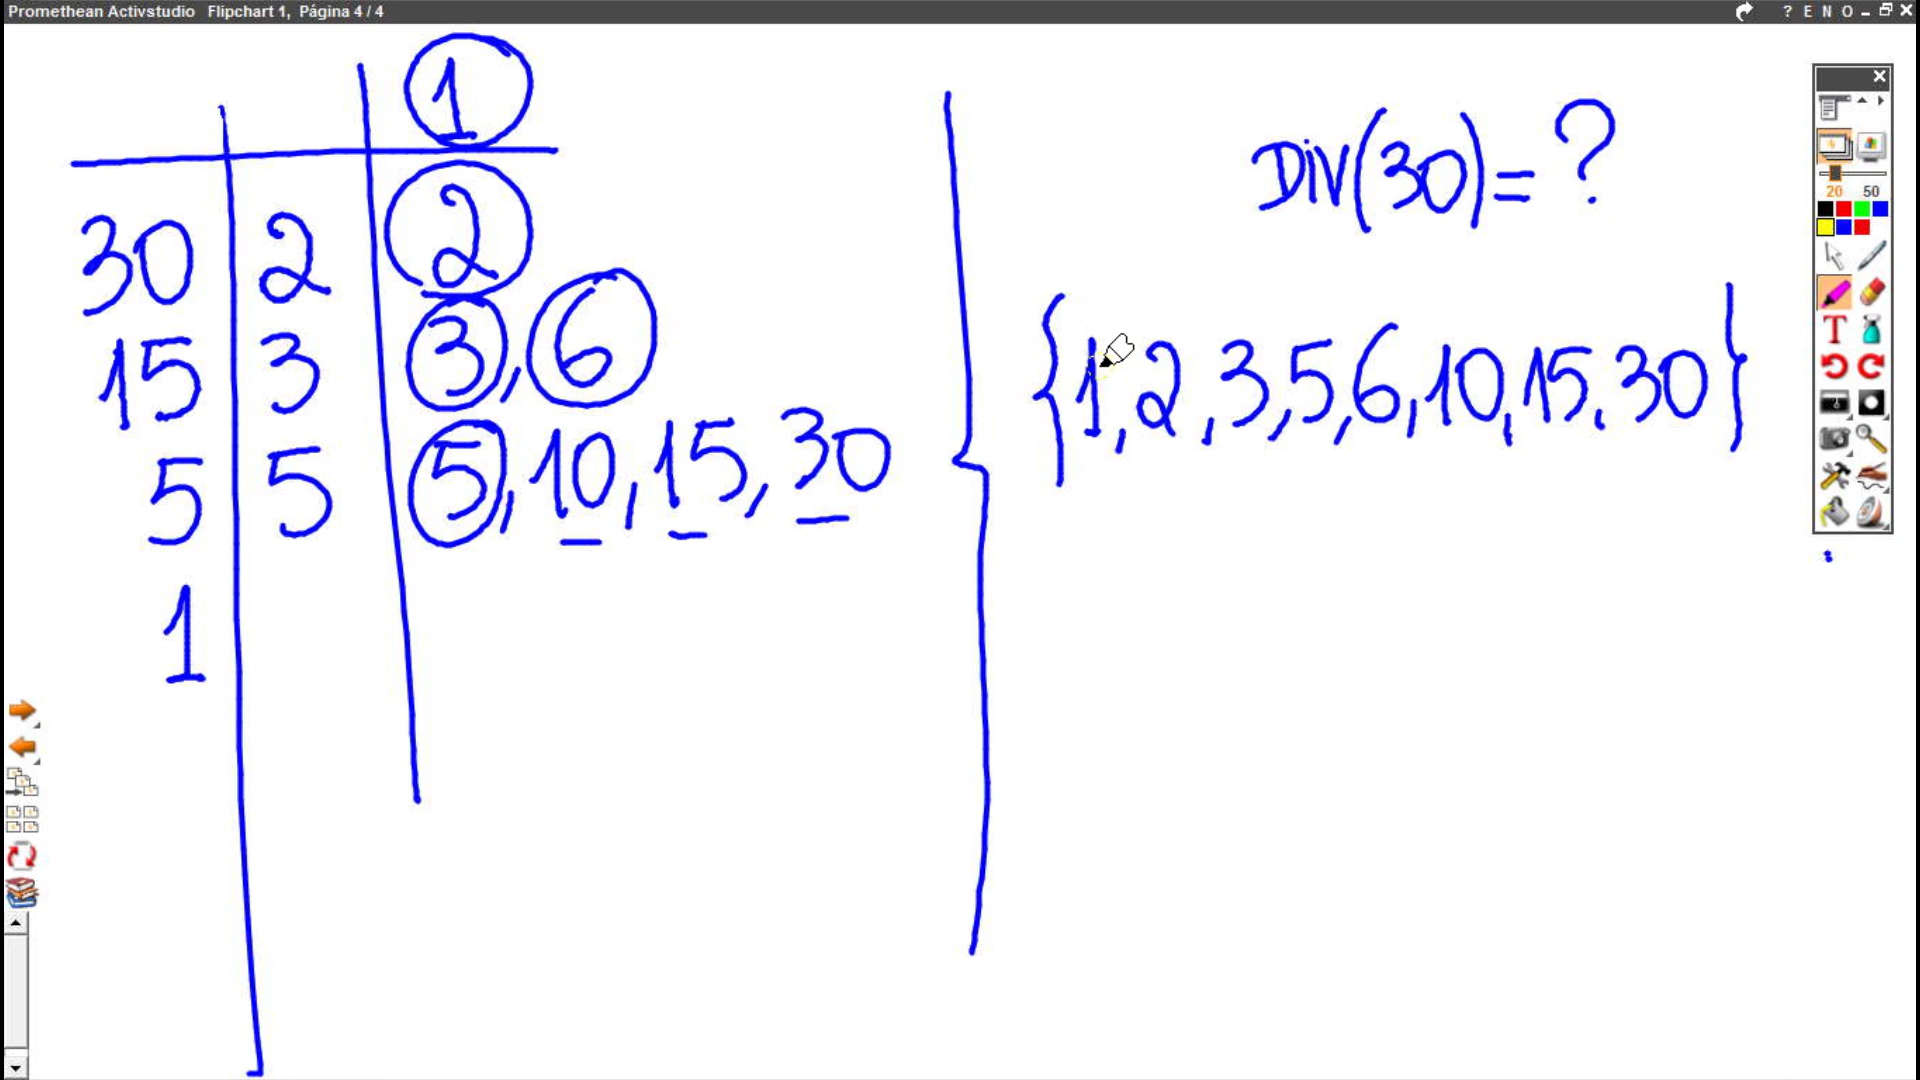 Promethean Activstudio Flipchart 1, Página 4 / 4
? E N O
1
30 2 2
15 3 3, 6
5 5 5, 10, 15, 30
1
Div(30) = ?
{1, 2, 3, 5, 6, 10, 15, 30}
20 50
T